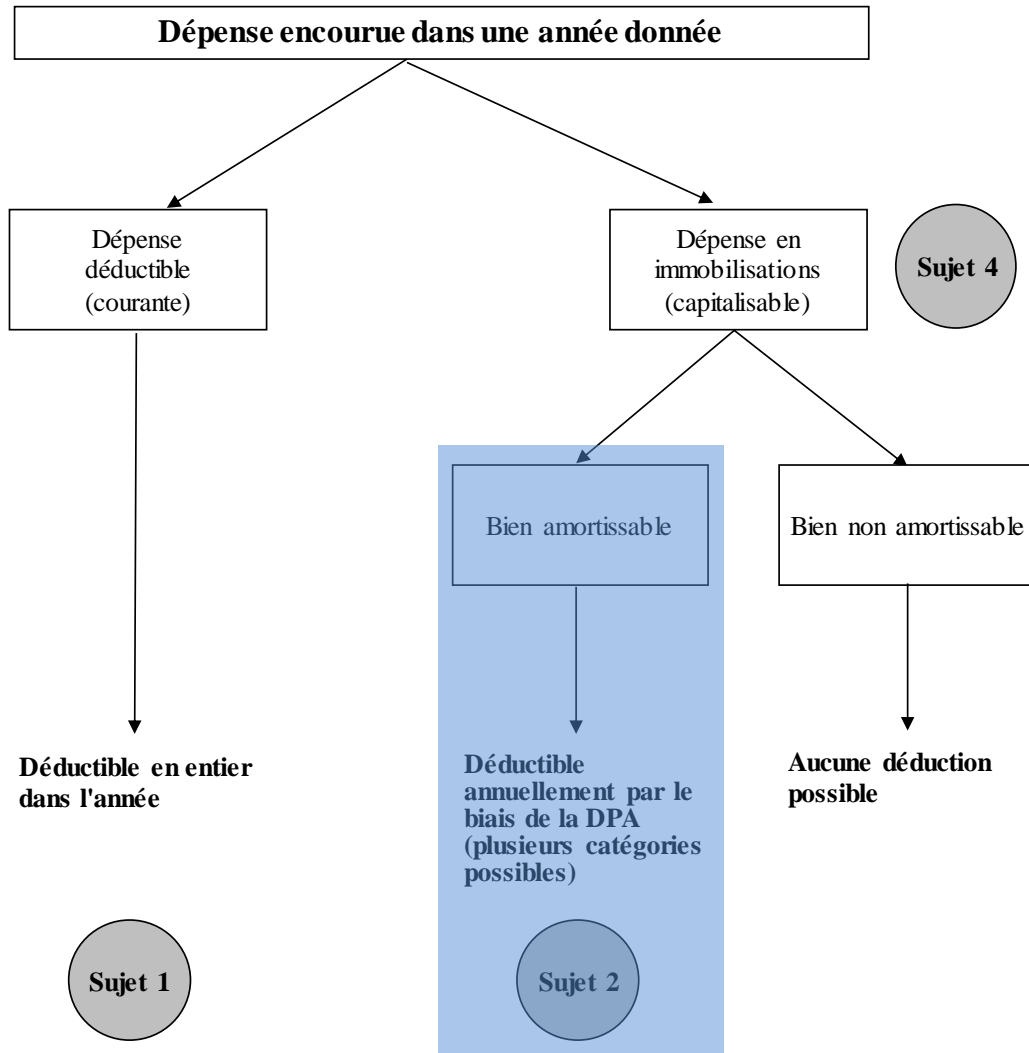 Dépense encourue dans une année donnée
Dépense
déductible
(courante)
Dépense en
immobilisations
(capitalisable)
Sujet 4
Bien amortissable
Bien non amortissable
Déductible en entier
dans l'année
Déductible
annuellement par le
biais de la DPA
(plusieurs catégories
possibles)
Aucune déduction
possible
Sujet 1
Sujet 2